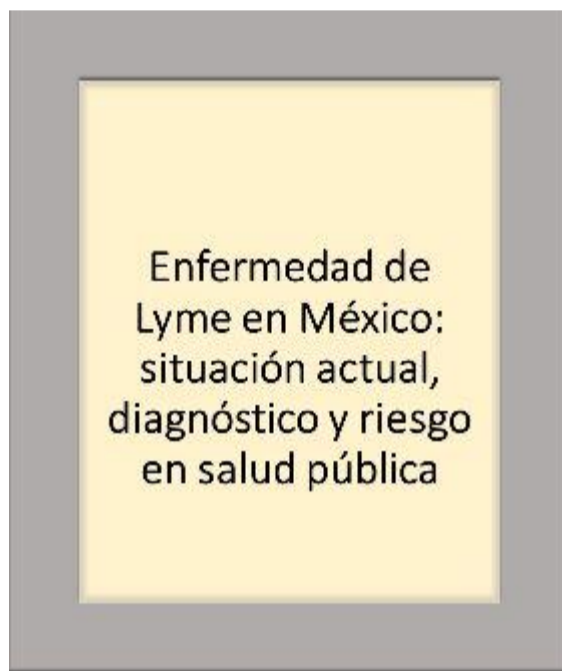 Enfermedad de
Lyme en México:
situación actual,
diagnóstico y riesgo
en salud pública